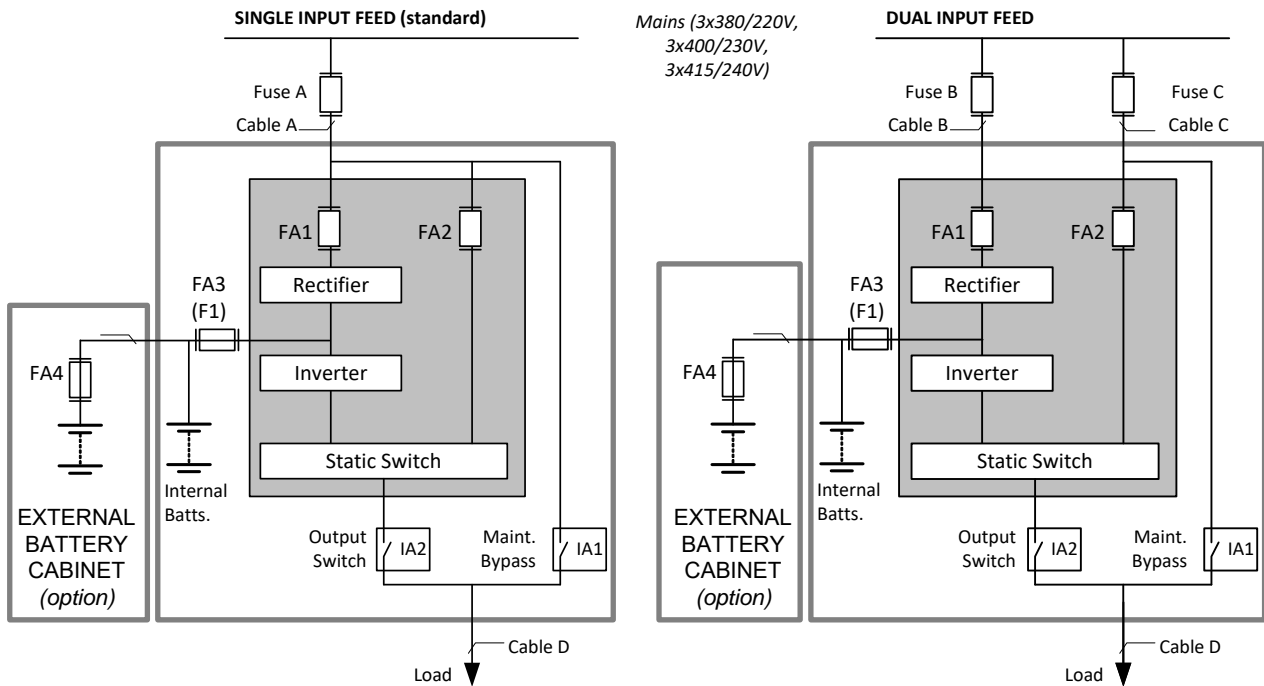 SINGLE INPUT FEED (standard)
Mains (3x380/220V,
3x400/230V,
3x415/240V)
DUAL INPUT FEED
Fuse A
Cable A
FA1
FA2
Rectifier
FA3
(F1)
FA4
Inverter
Static Switch
Internal
Batts.
EXTERNAL
BATTERY
CABINET
(option)
Output
Switch
IA2
Maint.
Bypass
IA1
Cable D
Load
Fuse B
Fuse C
Cable B
Cable C
FA1
FA2
Rectifier
FA3
(F1)
FA4
Inverter
Static Switch
Internal
Batts.
EXTERNAL
BATTERY
CABINET
(option)
Output
Switch
IA2
Maint.
Bypass
IA1
Cable D
Load